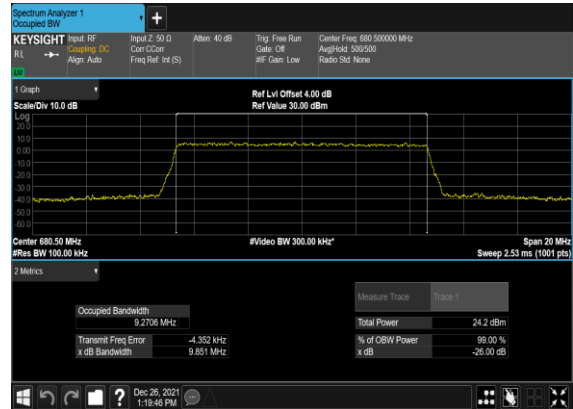 Spectrum Analyzer 1
Occupied BW
+
KEYSIGHT Input: RF Input Z: 50 Ω Atten: 40 dB Trig: Free Run Center Freq: 680.500000 MHz
RL Coupling: DC Corr CCorr Gate: Off Avg|Hold: 500/500
Align: Auto Freq Ref: Int (S) #IF Gain: Low Radio Std: None
1 Graph
Ref Lvl Offset 4.00 dB
Scale/Div 10.0 dB Ref Value 30.00 dBm
Log
20.0
10.0
0.00
-10.0
-20.0
-30.0
-40.0
-50.0
-60.0
Center 680.50 MHz #Video BW 300.00 kHz* Span 20 MHz
#Res BW 100.00 kHz Sweep 2.53 ms (1001 pts)
2 Metrics
Measure Trace Trace 1
Occupied Bandwidth
9.2706 MHz Total Power 24.2 dBm
Transmit Freq Error -4.352 kHz % of OBW Power 99.00 %
x dB Bandwidth 9.851 MHz x dB -26.00 dB
? Dec 26, 2021
1:19:46 PM